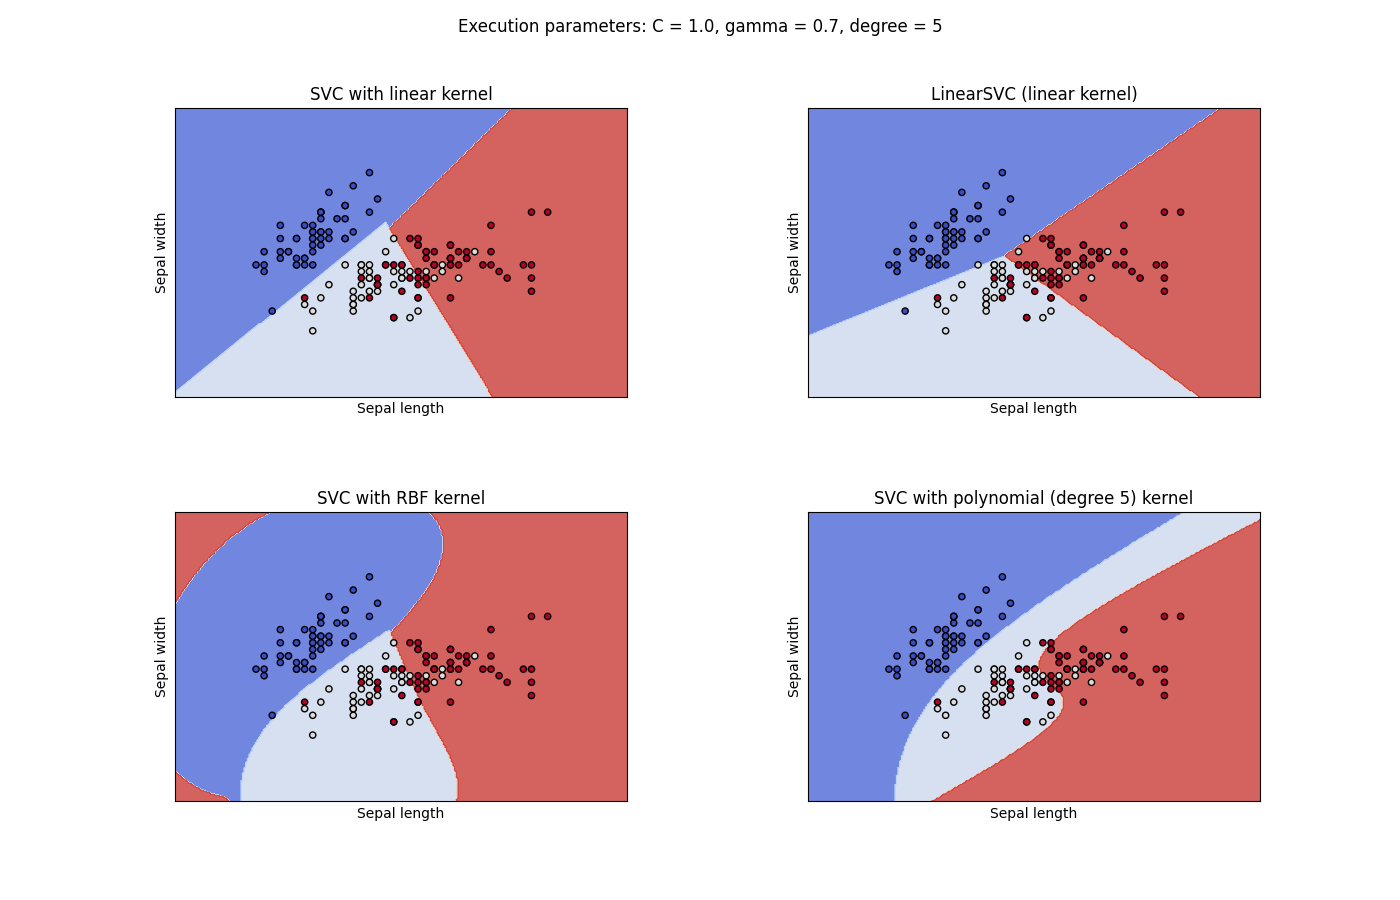 Execution parameters: C = 1.0, gamma = 0.7, degree = 5
SVC with linear kernel
Sepal width
Sepal length
LinearSVC (linear kernel)
Sepal width
Sepal length
SVC with RBF kernel
Sepal width
Sepal length
SVC with polynomial (degree 5) kernel
Sepal width
Sepal length